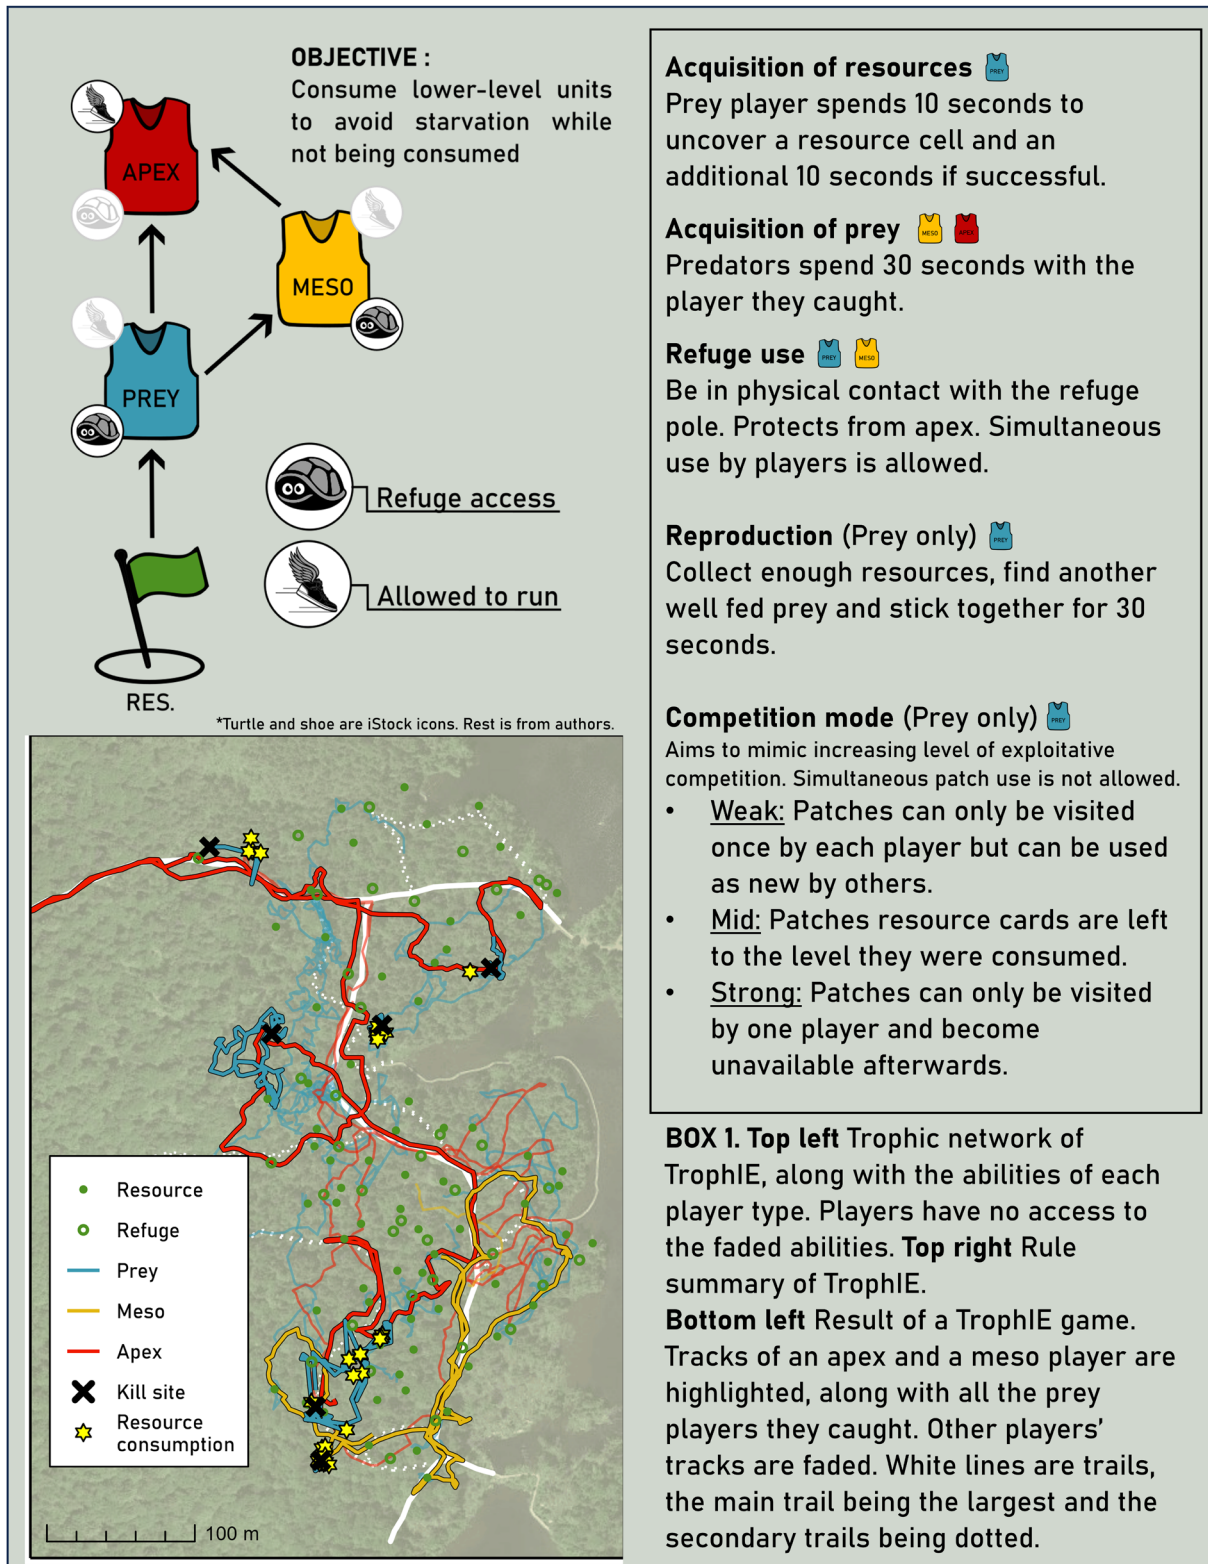 OBJECTIVE :
Consume lower-level units
to avoid starvation while
not being consumed
APEX
MESO
PREY
Refuge access
Allowed to run
RES.
*Turtle and shoe are iStock icons. Rest is from authors.
Resource
Refuge
Prey
Meso
Apex
Kill site
Resource
consumption
100 m
Acquisition of resources PREY
Prey player spends 10 seconds to
uncover a resource cell and an
additional 10 seconds if successful.
Acquisition of prey MESO APEX
Predators spend 30 seconds with the
player they caught.
Refuge use PREY MESO
Be in physical contact with the refuge
pole. Protects from apex. Simultaneous
use by players is allowed.
Reproduction (Prey only) PREY
Collect enough resources, find another
well fed prey and stick together for 30
seconds.
Competition mode (Prey only) PREY
Aims to mimic increasing level of exploitative
competition. Simultaneous patch use is not allowed.
• Weak: Patches can only be visited
once by each player but can be used
as new by others.
• Mid: Patches resource cards are left
to the level they were consumed.
• Strong: Patches can only be visited
by one player and become
unavailable afterwards.
BOX 1. Top left Trophic network of
TrophIE, along with the abilities of each
player type. Players have no access to
the faded abilities. Top right Rule
summary of TrophIE.
Bottom left Result of a TrophIE game.
Tracks of an apex and a meso player are
highlighted, along with all the prey
players they caught. Other players'
tracks are faded. White lines are trails,
the main trail being the largest and the
secondary trails being dotted.